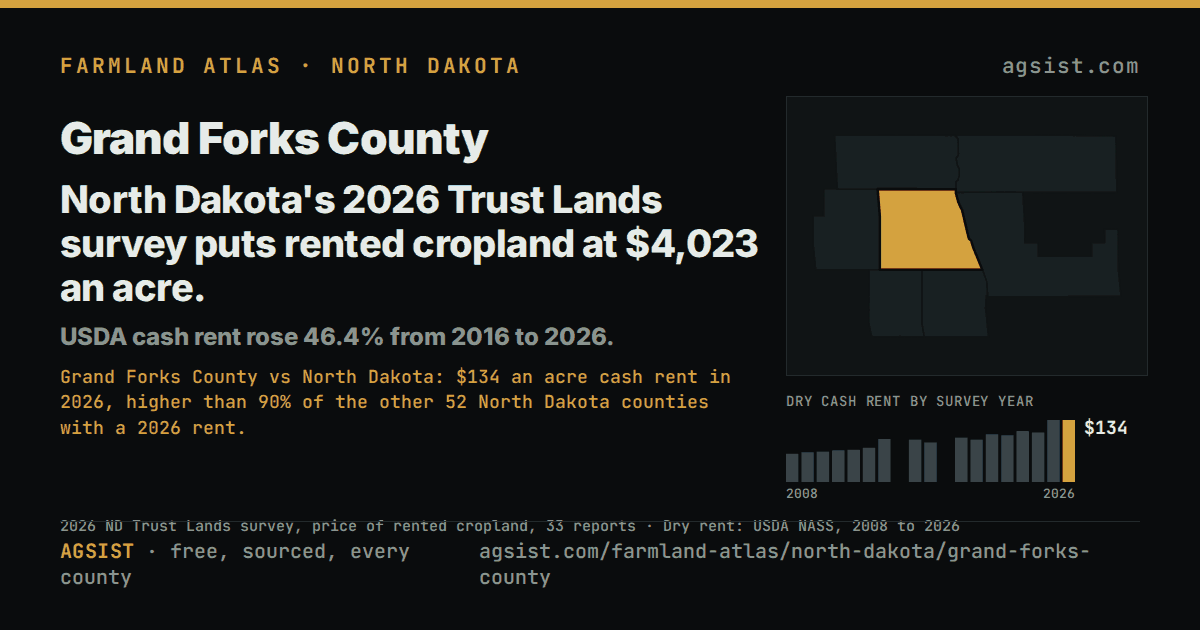 FARMLAND ATLAS · NORTH DAKOTA
agsist.com
Grand Forks County
North Dakota's 2026 Trust Lands
survey puts rented cropland at $4,023
an acre.
USDA cash rent rose 46.4% from 2016 to 2026.
Grand Forks County vs North Dakota: $134 an acre cash rent in
2026, higher than 90% of the other 52 North Dakota counties
with a 2026 rent.
DRY CASH RENT BY SURVEY YEAR
$134
2008
2026
2026 ND Trust Lands survey, price of rented cropland, 33 reports · Dry rent: USDA NASS, 2008 to 2026
AGSIST · free, sourced, every
county
agsist.com/farmland-atlas/north-dakota/grand-forks-
county